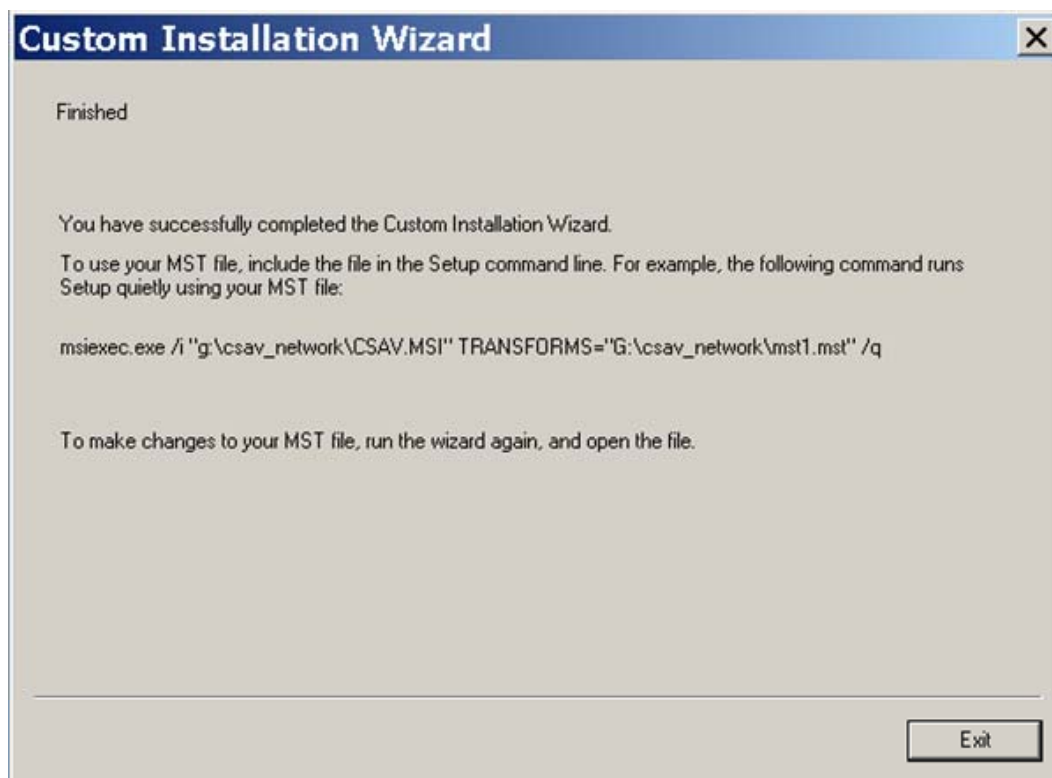 Custom Installation Wizard
Finished
You have successfully completed the Custom Installation Wizard.
To use your MST file, include the file in the Setup command line. For example, the following command runs
Setup quietly using your MST file:
msiexec.exe /i "g:\csav_network\CSAV.MSI" TRANSFORMS="G:\csav_network\mst1.mst" /q
To make changes to your MST file, run the wizard again, and open the file.
Exit